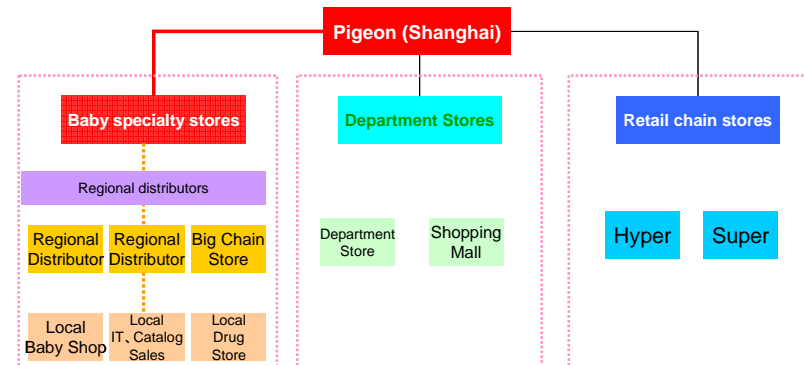 Pigeon (Shanghai)
Baby specialty stores
Department Stores
Retail chain stores
Regional distributors
Regional
Distributor
Regional
Distributor
Big Chain
Store
Department
Store
Shopping
Mall
Hyper
Super
Local
Baby Shop
Local
IT、Catalog
Sales
Local
Drug
Store